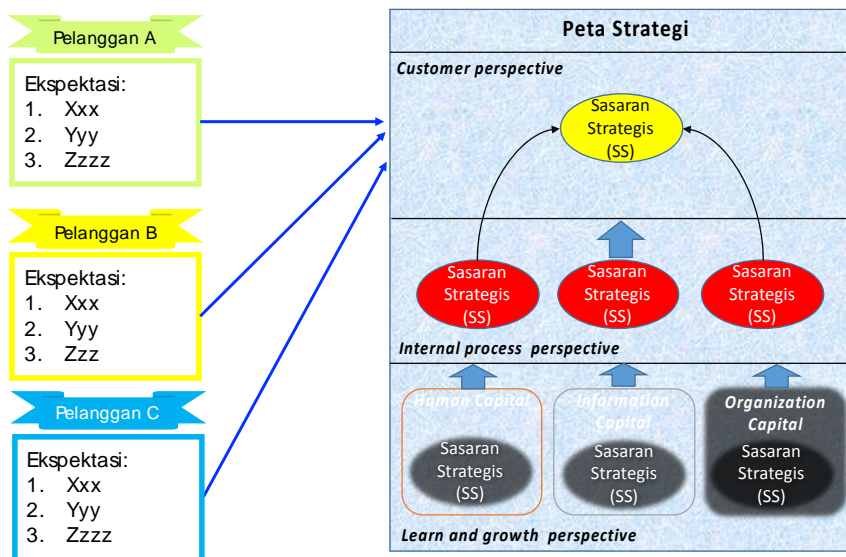 Pelanggan A
Ekspektasi:
1. Xxx
2. Yyy
3. Zzzz
Pelanggan B
Ekspektasi:
1. Xxx
2. Yyy
3. Zzz
Pelanggan C
Ekspektasi:
1. Xxx
2. Yyy
3. Zzzz
Peta Strategi
Customer perspective
Sasaran
Strategis
(SS)
Sasaran
Strategis
(SS)
Sasaran
Strategis
(SS)
Sasaran
Strategis
(SS)
Internal process perspective
Human Capital
Sasaran
Strategis
(SS)
Information
Capital
Sasaran
Strategis
(SS)
Organization
Capital
Sasaran
Strategis
(SS)
Learn and growth perspective